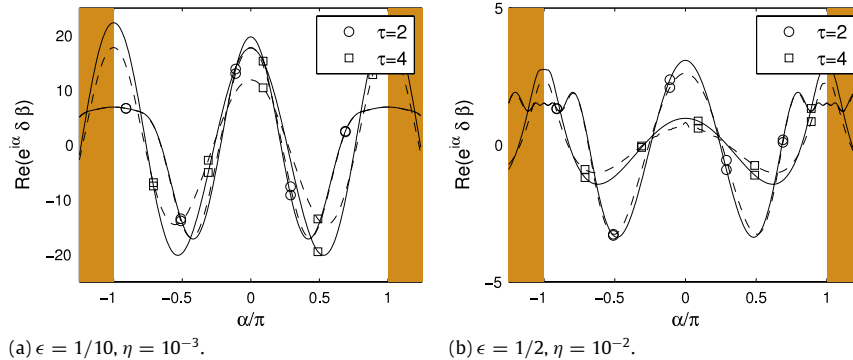 τ=2
τ=4
20
10
0
−10
−20
Re(e^{iα} δ β)
−1
−0.5
0
0.5
1
α/π
(a) ϵ = 1/10, η = 10^{−3}.
τ=2
τ=4
5
0
−5
Re(e^{iα} δ β)
−1
−0.5
0
0.5
1
α/π
(b) ϵ = 1/2, η = 10^{−2}.